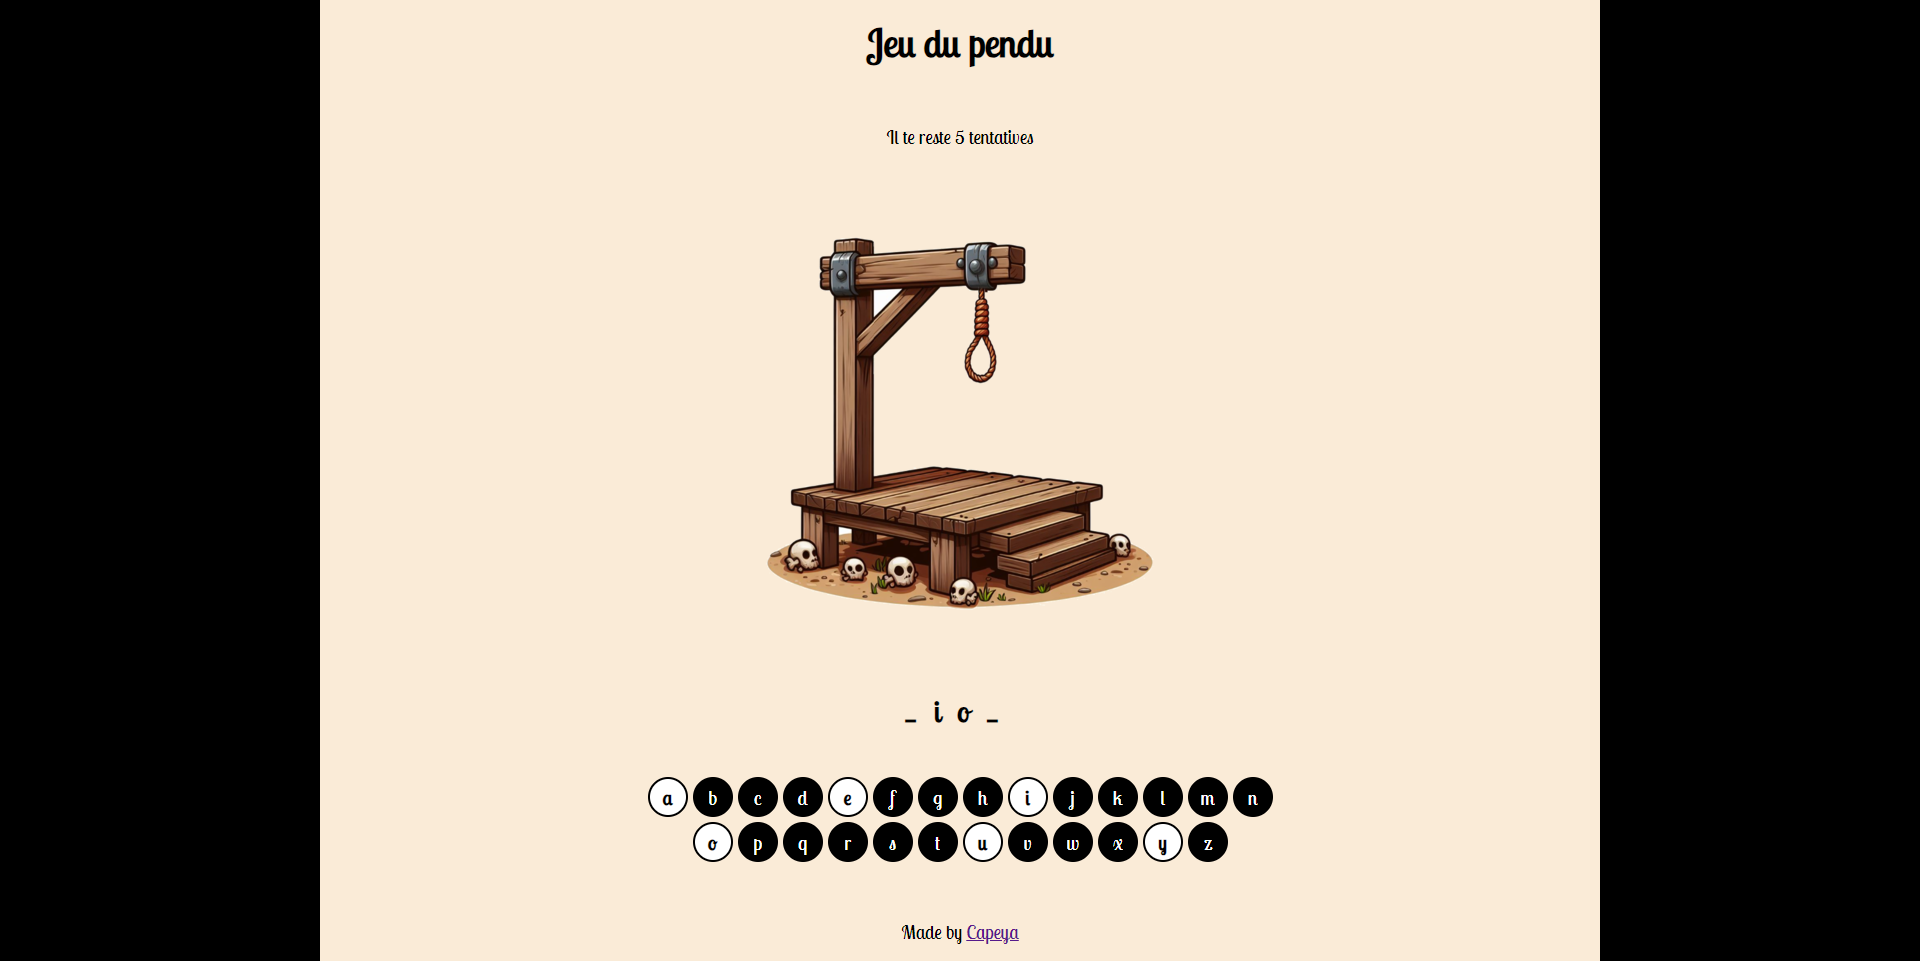 Jeu du pendu
Il te reste 5 tentatives
_ i o _
a b c d e f g h i j k l m n
o p q r s t u v w x y z
Made by Capeya